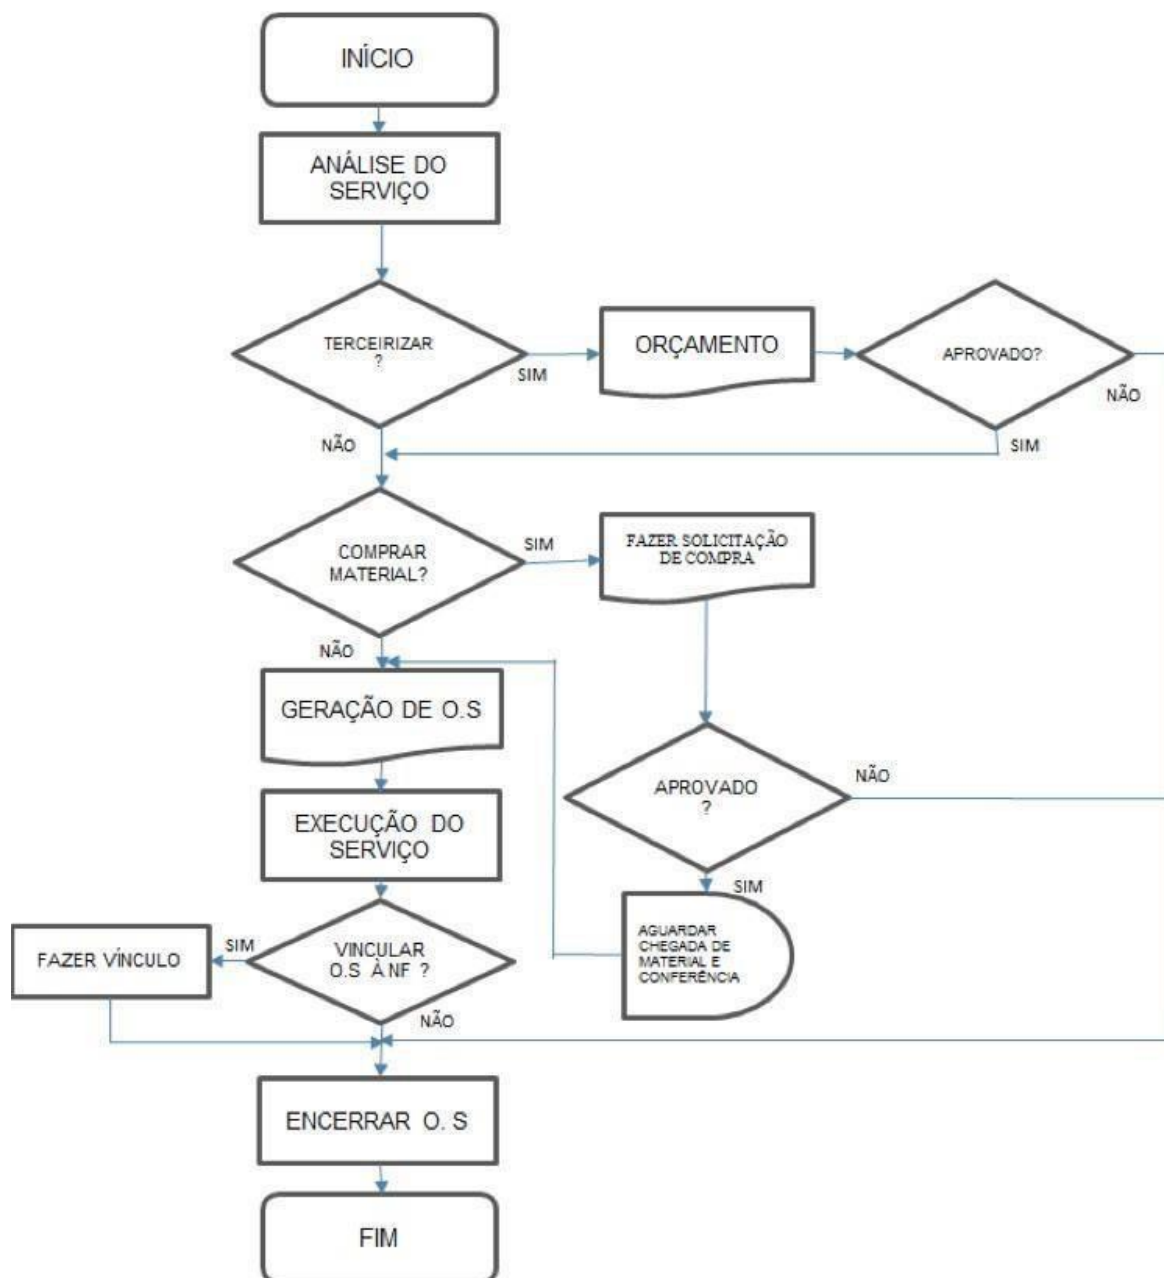 INÍCIO
ANÁLISE DO
SERVIÇO
TERCEIRIZAR
?
SIM
ORÇAMENTO
APROVADO?
NÃO
NÃO
SIM
COMPRAR
MATERIAL?
SIM
FAZER SOLICITAÇÃO
DE COMPRA
NÃO
GERAÇÃO DE O.S
APROVADO
?
NÃO
EXECUÇÃO DO
SERVIÇO
SIM
AGUARDAR
CHEGADA DE
MATERIAL E
CONFERÊNCIA
VINCULAR
O.S À NF ?
SIM
FAZER VÍNCULO
NÃO
ENCERRAR O. S
FIM